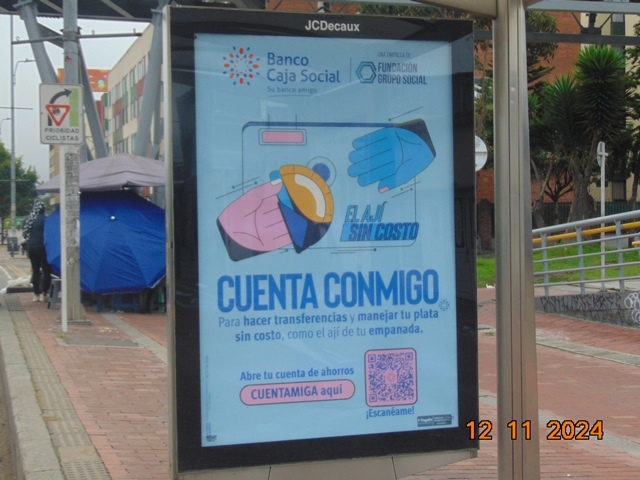 JCDecaux
Banco
Caja Social
Su banco amigo
UNA EMPRESA DE
FUNDACIÓN
GRUPO SOCIAL
PRIORIDAD
CICLISTAS
EL AJÍ
SIN COSTO
CUENTA CONMIGO
Para hacer transferencias y manejar tu plata
sin costo, como el ají de tu empanada.
Abre tu cuenta de ahorros
CUENTAMIGA aquí
¡Escanéame!
12 11 2024